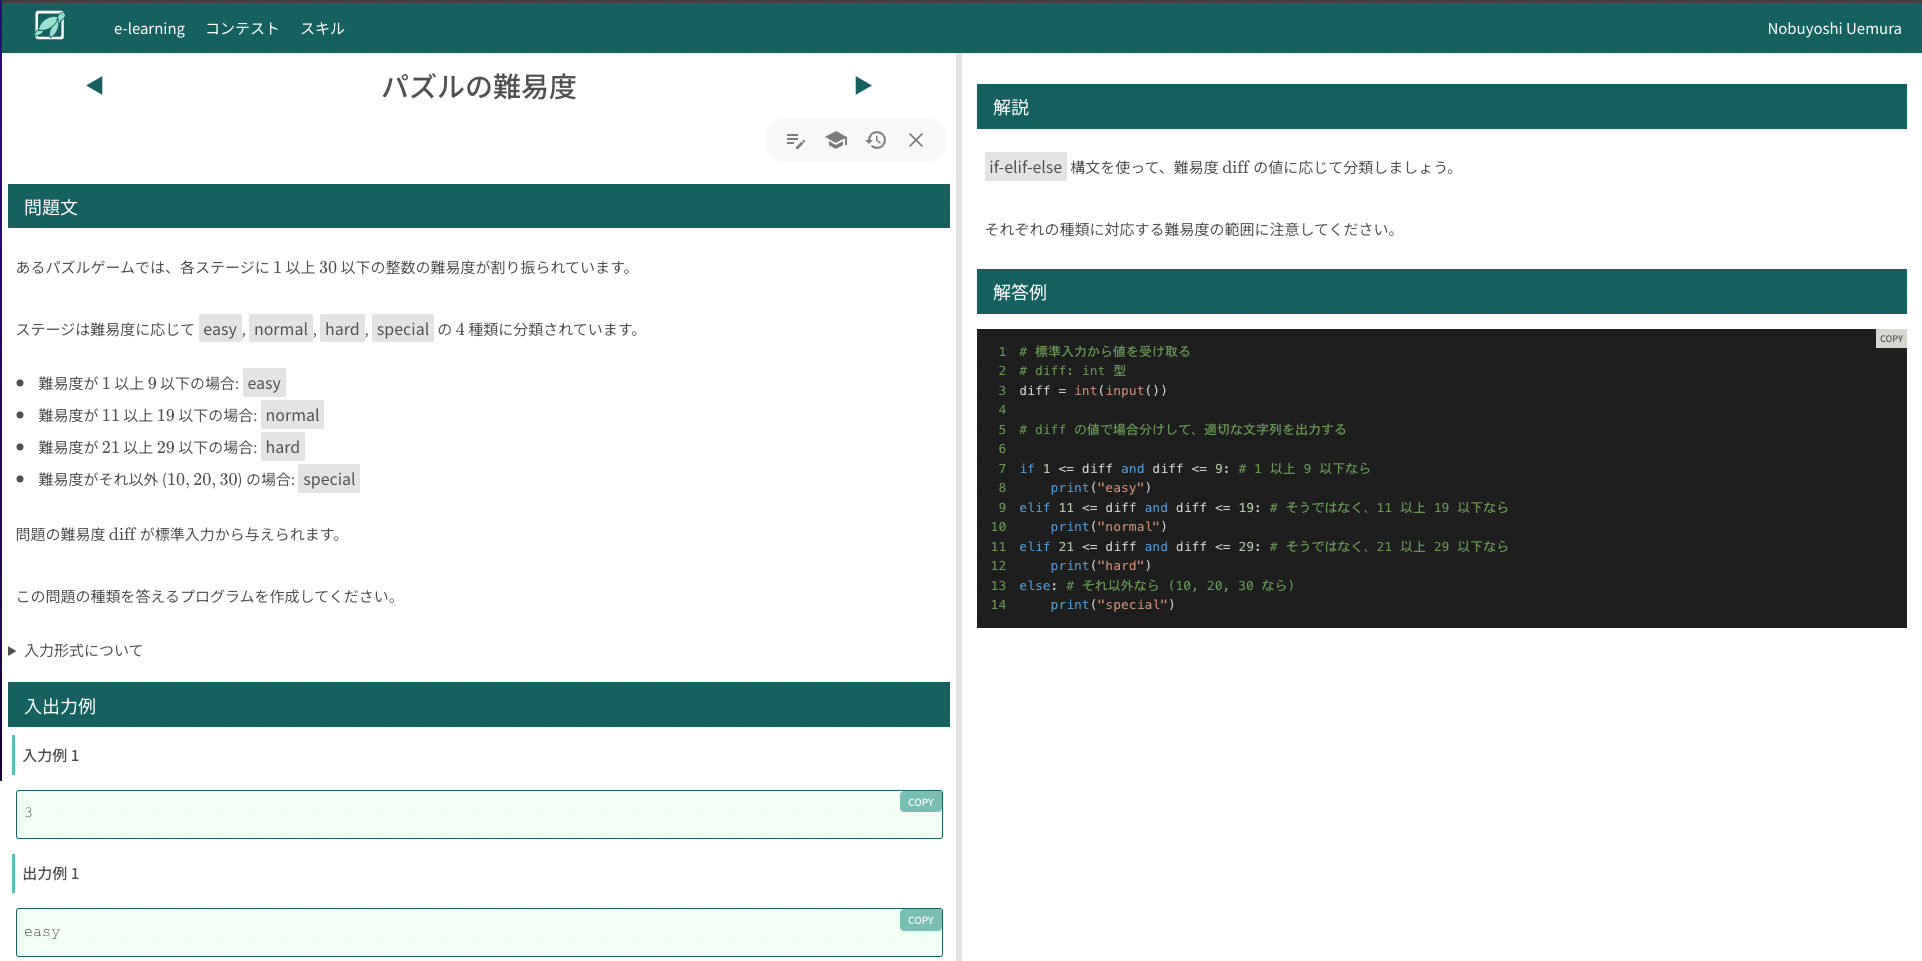 e-learning コンテスト スキル Nobuyoshi Uemura
パズルの難易度
問題文
あるパズルゲームでは、各ステージに 1 以上 30 以下の整数の難易度が割り振られています。
ステージは難易度に応じて easy, normal, hard, special の 4 種類に分類されています。
難易度が 1 以上 9 以下の場合: easy
難易度が 11 以上 19 以下の場合: normal
難易度が 21 以上 29 以下の場合: hard
難易度がそれ以外 (10, 20, 30) の場合: special
問題の難易度 diff が標準入力から与えられます。
この問題の種類を答えるプログラムを作成してください。
入力形式について
入出力例
入力例 1
COPY
3
出力例 1
COPY
easy
解説
if-elif-else 構文を使って、難易度 diff の値に応じて分類しましょう。
それぞれの種類に対応する難易度の範囲に注意してください。
解答例
COPY
1 # 標準入力から値を受け取る
2 # diff: int 型
3 diff = int(input())
4
5 # diff の値で場合分けして、適切な文字列を出力する
6
7 if 1 <= diff and diff <= 9: # 1 以上 9 以下なら
8     print("easy")
9 elif 11 <= diff and diff <= 19: # そうではなく、11 以上 19 以下なら
10     print("normal")
11 elif 21 <= diff and diff <= 29: # そうではなく、21 以上 29 以下なら
12     print("hard")
13 else: # それ以外なら (10, 20, 30 なら)
14     print("special")